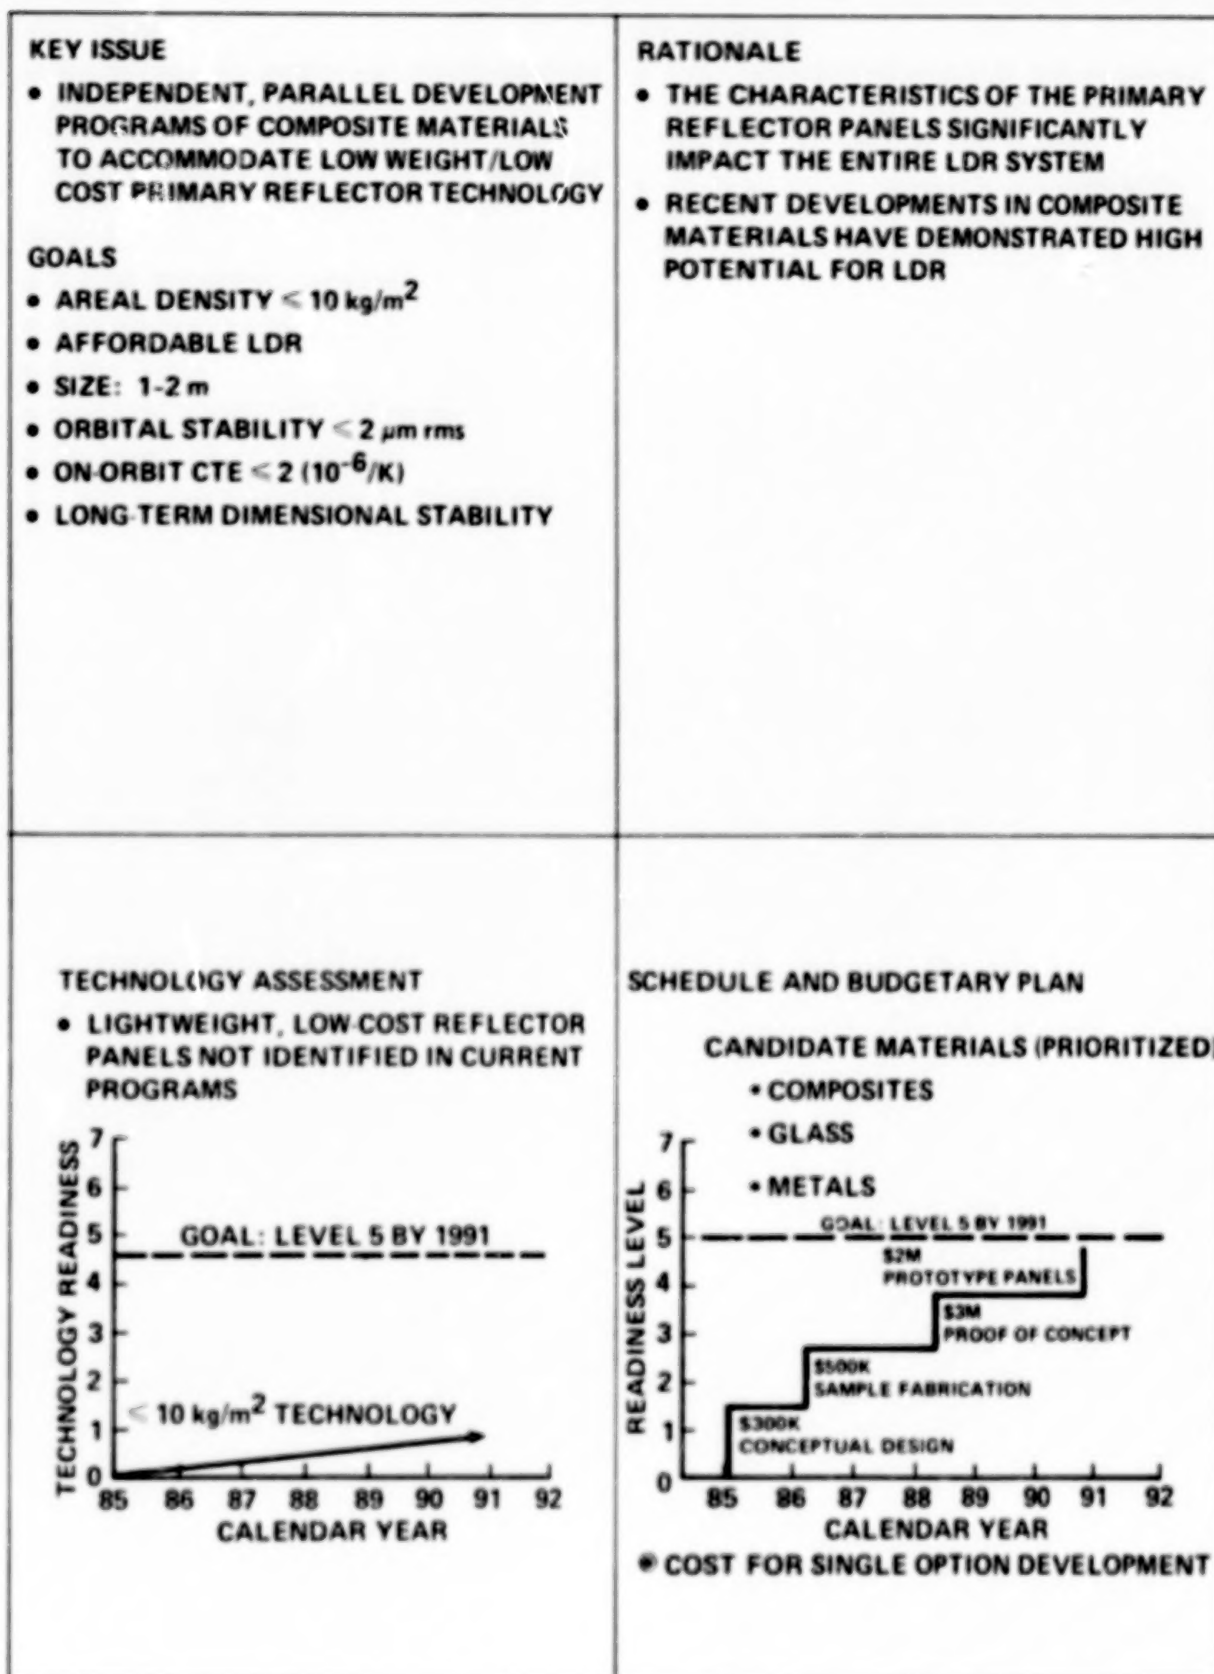 KEY ISSUE
• INDEPENDENT, PARALLEL DEVELOPMENT
PROGRAMS OF COMPOSITE MATERIALS
TO ACCOMMODATE LOW WEIGHT/LOW
COST PRIMARY REFLECTOR TECHNOLOGY
GOALS
• AREAL DENSITY ≤ 10 kg/m²
• AFFORDABLE LDR
• SIZE: 1-2 m
• ORBITAL STABILITY ≤ 2 μm rms
• ON-ORBIT CTE ≤ 2 (10⁻⁶/K)
• LONG-TERM DIMENSIONAL STABILITY
RATIONALE
• THE CHARACTERISTICS OF THE PRIMARY
REFLECTOR PANELS SIGNIFICANTLY
IMPACT THE ENTIRE LDR SYSTEM
• RECENT DEVELOPMENTS IN COMPOSITE
MATERIALS HAVE DEMONSTRATED HIGH
POTENTIAL FOR LDR
TECHNOLOGY ASSESSMENT
• LIGHTWEIGHT, LOW-COST REFLECTOR
PANELS NOT IDENTIFIED IN CURRENT
PROGRAMS
TECHNOLOGY READINESS
7
6
5
4
3
2
1
0
GOAL: LEVEL 5 BY 1991
≤ 10 kg/m² TECHNOLOGY
85 86 87 88 89 90 91 92
CALENDAR YEAR
SCHEDULE AND BUDGETARY PLAN
CANDIDATE MATERIALS (PRIORITIZED)
• COMPOSITES
• GLASS
• METALS
READINESS LEVEL
7
6
5
4
3
2
1
0
GOAL: LEVEL 5 BY 1991
$2M
PROTOTYPE PANELS
$3M
PROOF OF CONCEPT
$500K
SAMPLE FABRICATION
$300K
CONCEPTUAL DESIGN
85 86 87 88 89 90 91 92
CALENDAR YEAR
• COST FOR SINGLE OPTION DEVELOPMENT